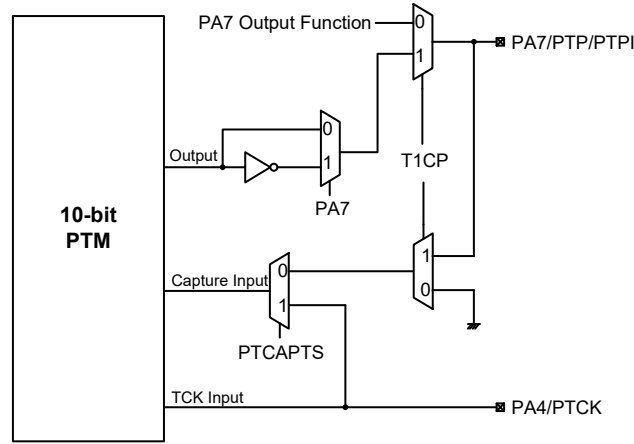 PA7 Output Function
0
1
PA7/PTP/PTPI
0
1
Output
T1CP
PA7
10-bit
PTM
Capture Input
0
1
1
0
PTCAPTS
TCK Input
PA4/PTCK